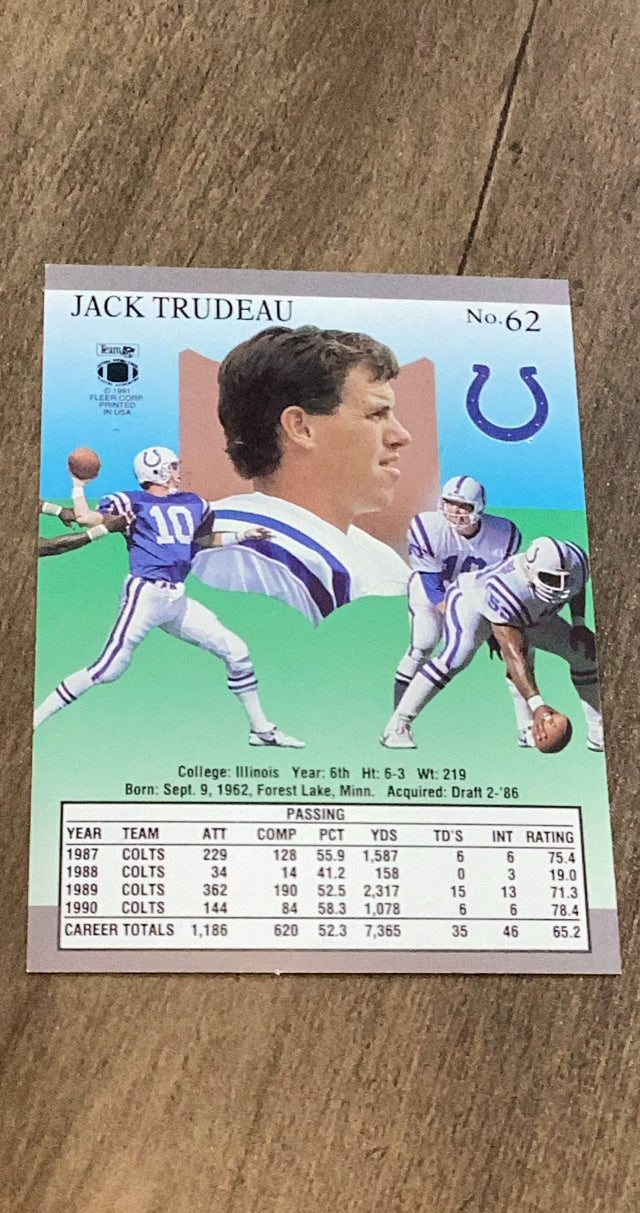 JACK TRUDEAU
No. 62
Team NFL
© 1991
FLEER CORP.
PRINTED
IN USA
10
10
53
College: Illinois Year: 6th Ht: 6-3 Wt: 219
Born: Sept. 9, 1962, Forest Lake, Minn. Acquired: Draft 2-'86
PASSING
YEAR TEAM ATT COMP PCT YDS TD'S INT RATING
1987 COLTS 229 128 55.9 1,587 6 6 75.4
1988 COLTS 34 14 41.2 158 0 3 19.0
1989 COLTS 362 190 52.5 2,317 15 13 71.3
1990 COLTS 144 84 58.3 1,078 6 6 78.4
CAREER TOTALS 1,186 620 52.3 7,365 35 46 65.2